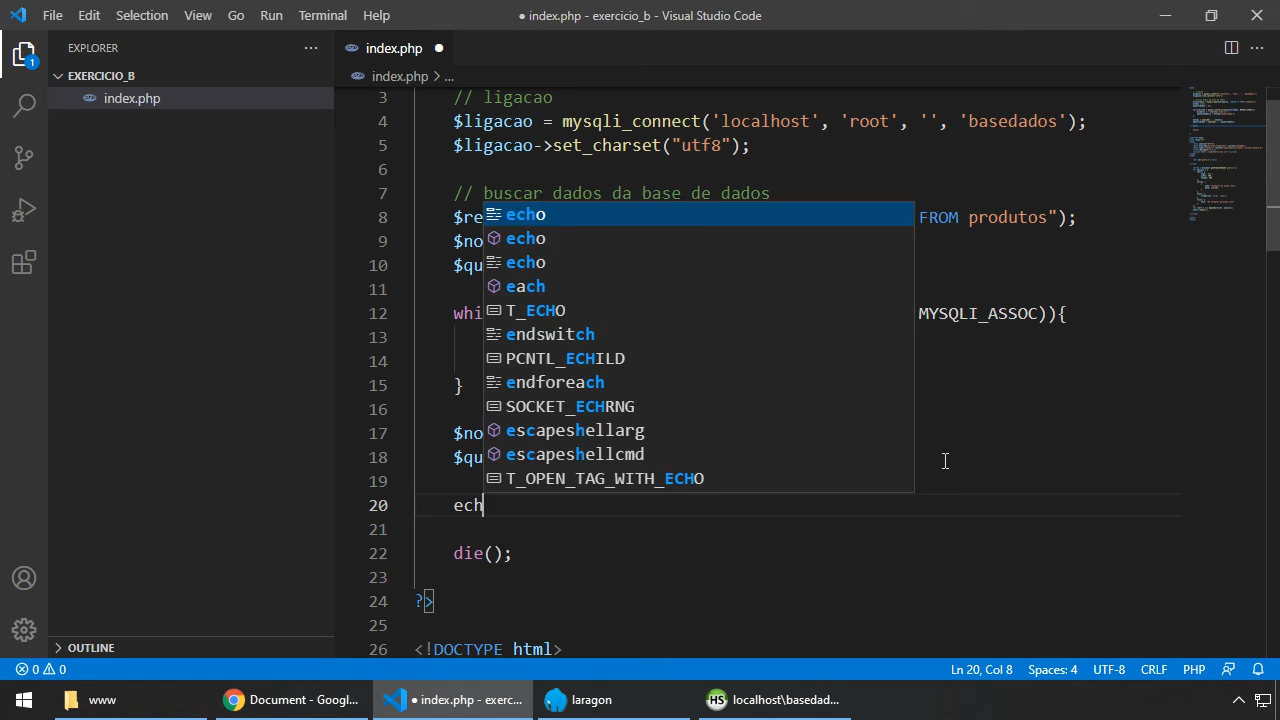 File Edit Selection View Go Run Terminal Help
● index.php - exercicio_b - Visual Studio Code
EXPLORER
index.php
EXERCICIO_B
index.php
index.php > ...
1
3 // ligacao
4 $ligacao = mysqli_connect('localhost', 'root', '', 'basedados');
5 $ligacao->set_charset("utf8");
6
7 // buscar dados da base de dados
8 $re FROM produtos");
9 $no
10 $qu
11
12 whi MYSQLI_ASSOC)){
13
14
15 }
16
17 $no
18 $qu
19
20 ech
21
22 die();
23
24 ?>
25
26 <!DOCTYPE html>
echo
echo
echo
each
T_ECHO
endswitch
PCNTL_ECHILD
endforeach
SOCKET_ECHRNG
escapeshellarg
escapeshellcmd
T_OPEN_TAG_WITH_ECHO
OUTLINE
0 0
Ln 20, Col 8 Spaces: 4 UTF-8 CRLF PHP
www
Document - Googl...
● index.php - exerc...
laragon
HS localhost\basedad...